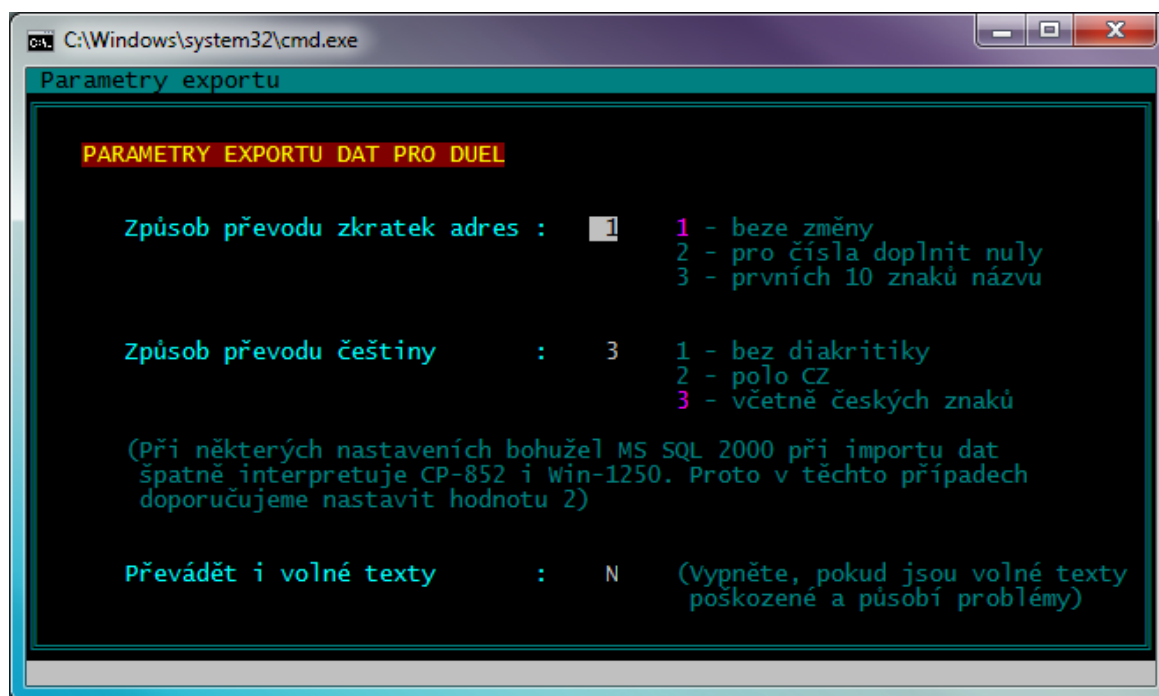 C:\Windows\system32\cmd.exe
Parametry exportu
PARAMETRY EXPORTU DAT PRO DUEL
Způsob převodu zkratek adres : 1 1 - beze změny
2 - pro čísla doplnit nuly
3 - prvních 10 znaků názvu
Způsob převodu češtiny : 3 1 - bez diakritiky
2 - polo CZ
3 - včetně českých znaků
(Při některých nastaveních bohužel MS SQL 2000 při importu dat
špatně interpretuje CP-852 i Win-1250. Proto v těchto případech
doporučujeme nastavit hodnotu 2)
Převádět i volné texty : N (Vypněte, pokud jsou volné texty
poškozené a působí problémy)